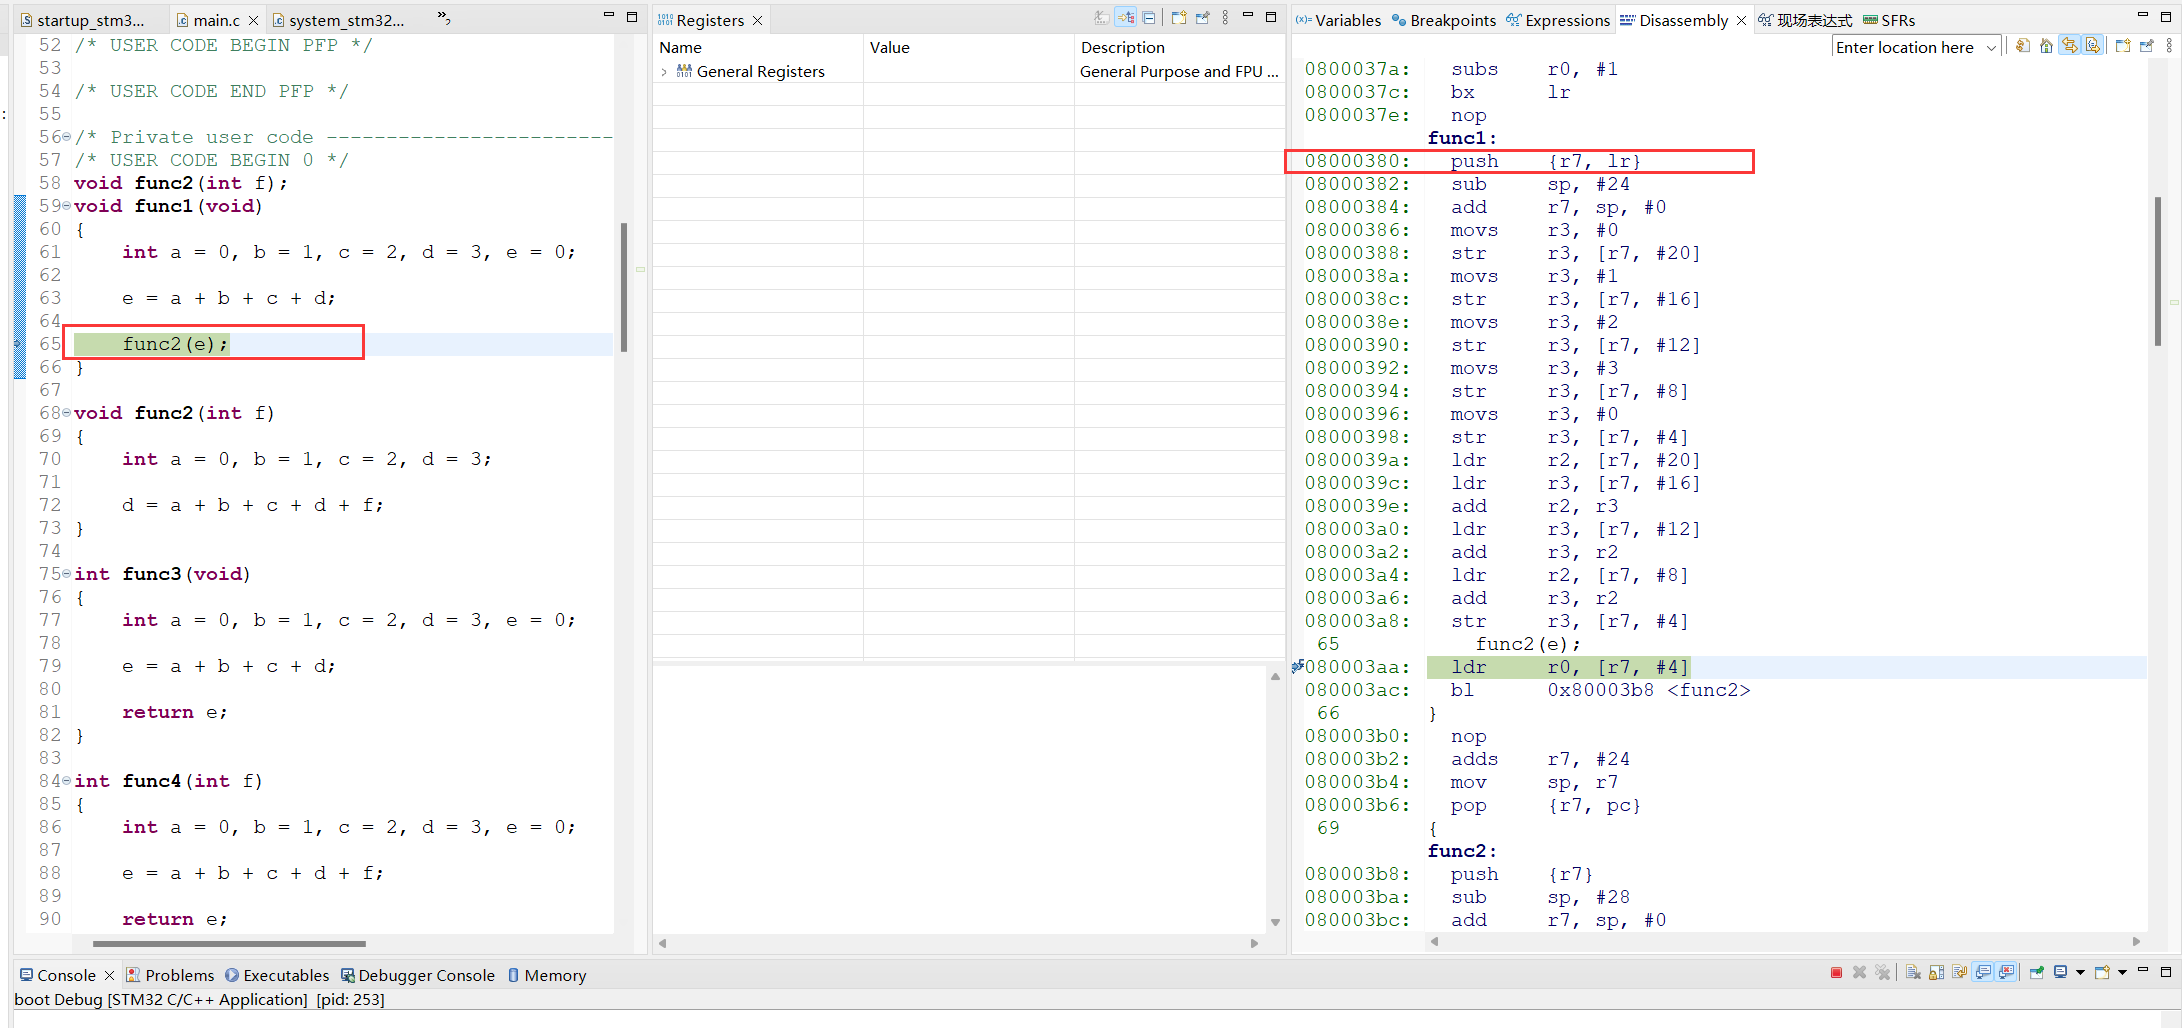 startup_stm3...
main.c
system_stm32...
»2
52 /* USER CODE BEGIN PFP */
53
54 /* USER CODE END PFP */
55
56 /* Private user code --------------------------
57 /* USER CODE BEGIN 0 */
58 void func2(int f);
59 void func1(void)
60 {
61 int a = 0, b = 1, c = 2, d = 3, e = 0;
62
63 e = a + b + c + d;
64
65 func2(e);
66 }
67
68 void func2(int f)
69 {
70 int a = 0, b = 1, c = 2, d = 3;
71
72 d = a + b + c + d + f;
73 }
74
75 int func3(void)
76 {
77 int a = 0, b = 1, c = 2, d = 3, e = 0;
78
79 e = a + b + c + d;
80
81 return e;
82 }
83
84 int func4(int f)
85 {
86 int a = 0, b = 1, c = 2, d = 3, e = 0;
87
88 e = a + b + c + d + f;
89
90 return e;
Registers
Name Value Description
General Registers General Purpose and FPU ...
Variables Breakpoints Expressions Disassembly 现场表达式 SFRs
Enter location here
0800037a: subs r0, #1
0800037c: bx lr
0800037e: nop
func1:
08000380: push {r7, lr}
08000382: sub sp, #24
08000384: add r7, sp, #0
08000386: movs r3, #0
08000388: str r3, [r7, #20]
0800038a: movs r3, #1
0800038c: str r3, [r7, #16]
0800038e: movs r3, #2
08000390: str r3, [r7, #12]
08000392: movs r3, #3
08000394: str r3, [r7, #8]
08000396: movs r3, #0
08000398: str r3, [r7, #4]
0800039a: ldr r2, [r7, #20]
0800039c: ldr r3, [r7, #16]
0800039e: add r2, r3
080003a0: ldr r3, [r7, #12]
080003a2: add r3, r2
080003a4: ldr r2, [r7, #8]
080003a6: add r3, r2
080003a8: str r3, [r7, #4]
65 func2(e);
080003aa: ldr r0, [r7, #4]
080003ac: bl 0x80003b8 <func2>
66 }
080003b0: nop
080003b2: adds r7, #24
080003b4: mov sp, r7
080003b6: pop {r7, pc}
69 {
func2:
080003b8: push {r7}
080003ba: sub sp, #28
080003bc: add r7, sp, #0
Console Problems Executables Debugger Console Memory
boot Debug [STM32 C/C++ Application] [pid: 253]